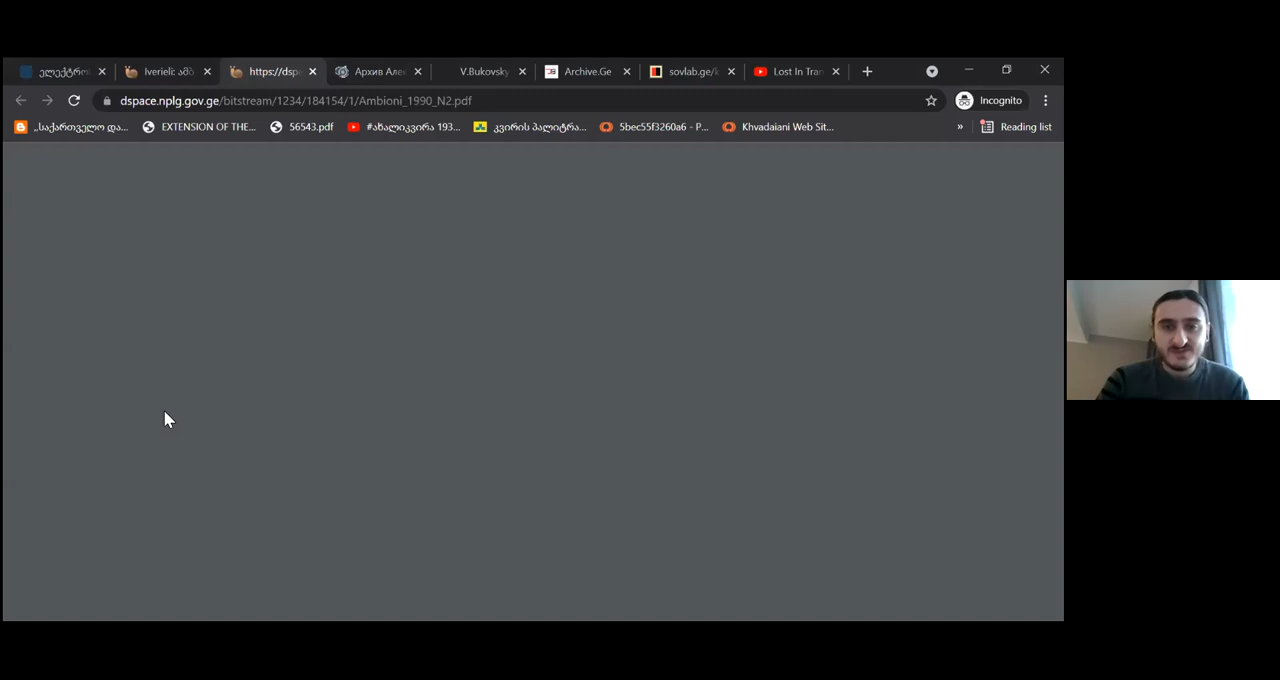 ელექტრონ Iverieli: ამბ https://dsp Архив Але V.Bukovsky Archive.Ge sovlab.ge/k Lost In Tran
dspace.nplg.gov.ge/bitstream/1234/184154/1/Ambioni_1990_N2.pdf Incognito
„საქართველო და... EXTENSION OF THE... 56543.pdf #ახალიკვირა 193... კვირის პალიტრა... 5bec55f3260a6 - P... Khvadaiani Web Sit... » Reading list